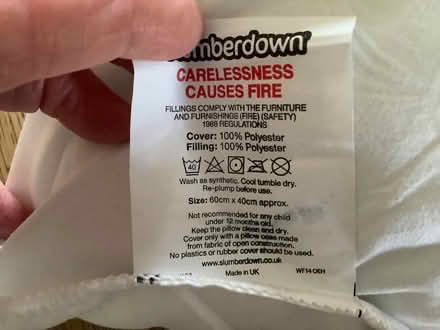 slumberdown
CARELESSNESS
CAUSES FIRE
FILLINGS COMPLY WITH THE FURNITURE
AND FURNISHINGS (FIRE) (SAFETY)
1988 REGULATIONS
Cover: 100% Polyester
Filling: 100% Polyester
40
Wash as synthetic. Cool tumble dry.
Re-plump before use.
Size: 60cm x 40cm approx.
Not recommended for any child
under 12 months old.
Keep the pillow clean and dry.
Cover only with a pillow case made
from fabric of open construction.
No plastics or rubber cover should be used.
www.slumberdown.co.uk
Made in UK
WF14 0EH